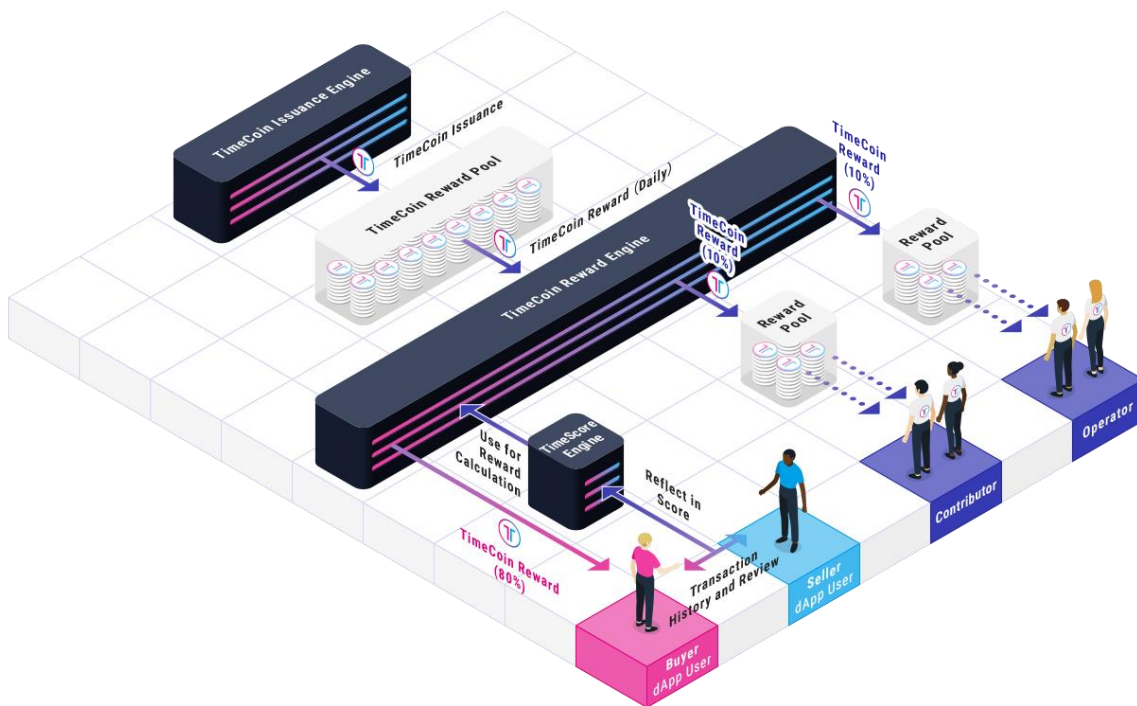 TimeCoin Issuance Engine
TimeCoin Issuance
TimeCoin Reward Pool
TimeCoin Reward (Daily)
TimeCoin Reward Engine
TimeCoin
Reward
(10%)
Reward
Pool
TimeCoin
Reward
(10%)
Reward
Pool
Use for
Reward
Calculation
TimeScore
Engine
Reflect in
Score
TimeCoin Reward
(80%)
Transaction
History and Review
Buyer
dApp User
Seller
dApp User
Contributor
Operator